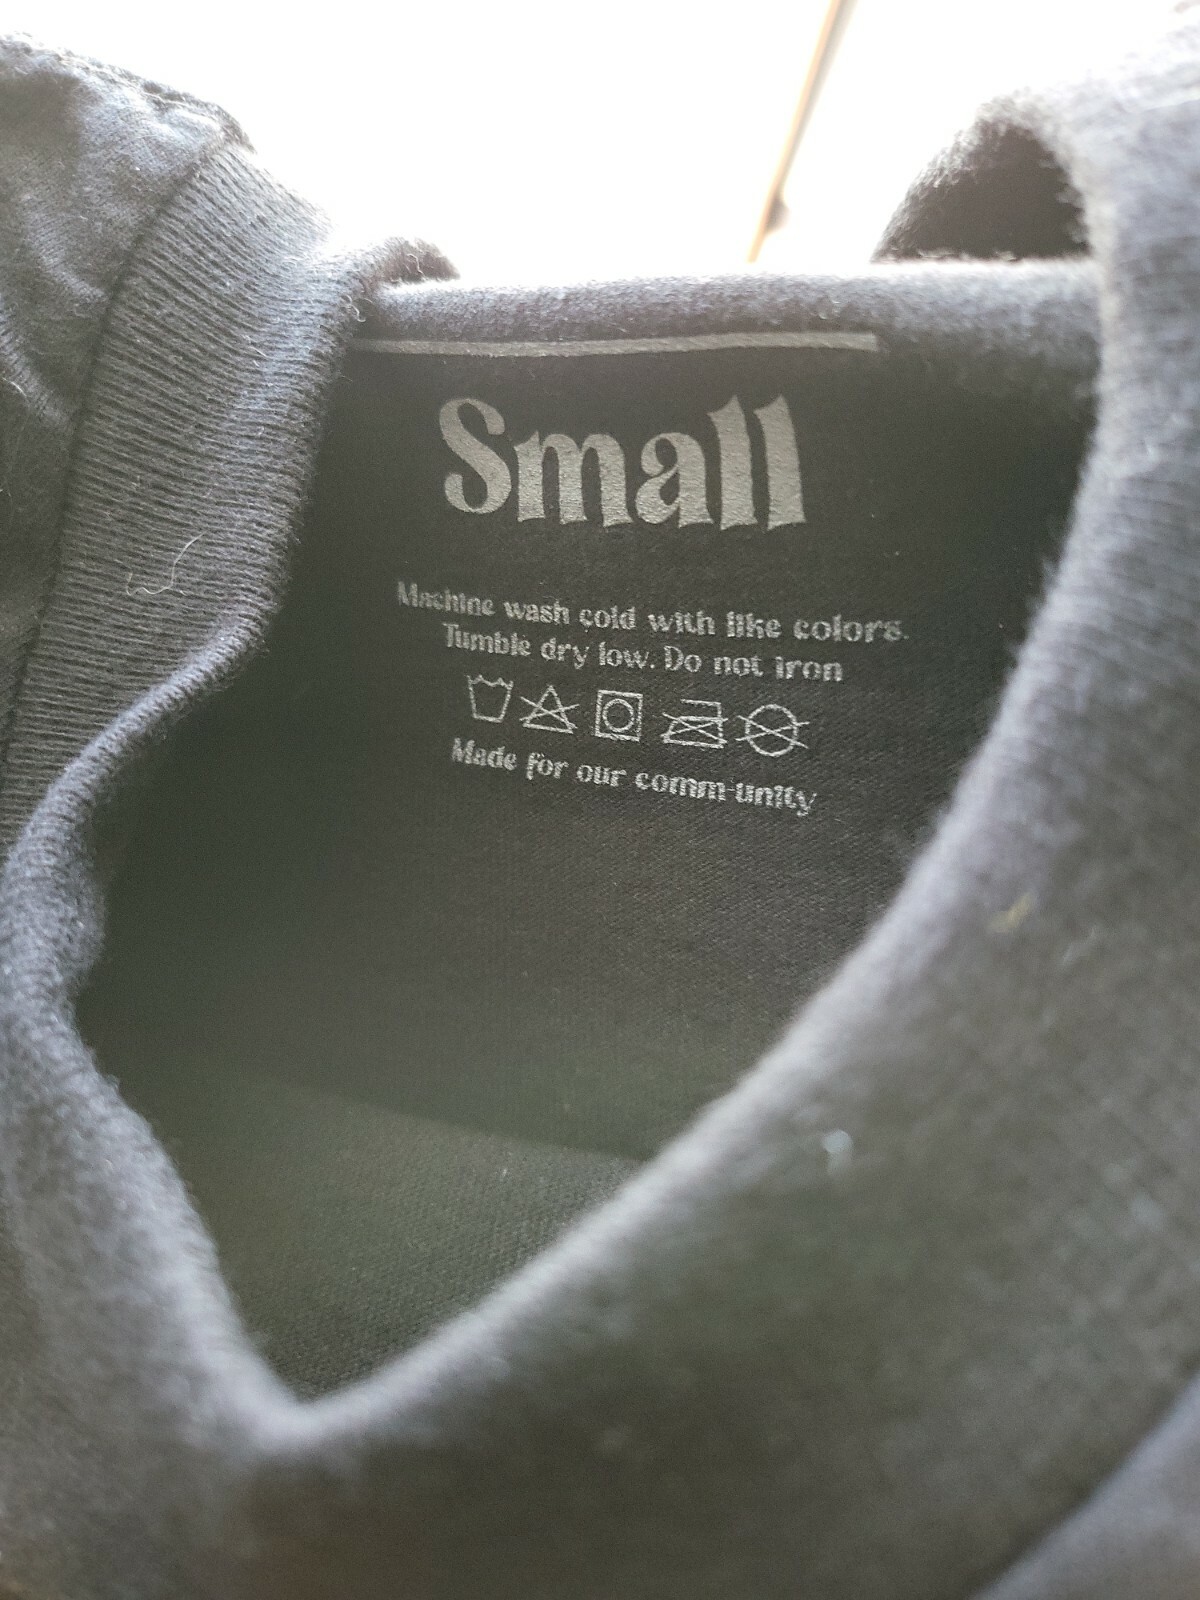 Small
Machine wash cold with like colors.
Tumble dry low. Do not iron
Made for our comm-unity